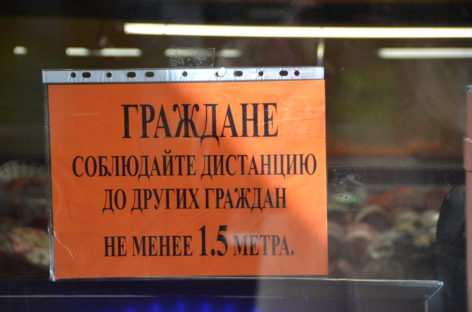 ГРАЖДАНЕ
СОБЛЮДАЙТЕ ДИСТАНЦИЮ
ДО ДРУГИХ ГРАЖДАН
НЕ МЕНЕЕ 1.5 МЕТРА.